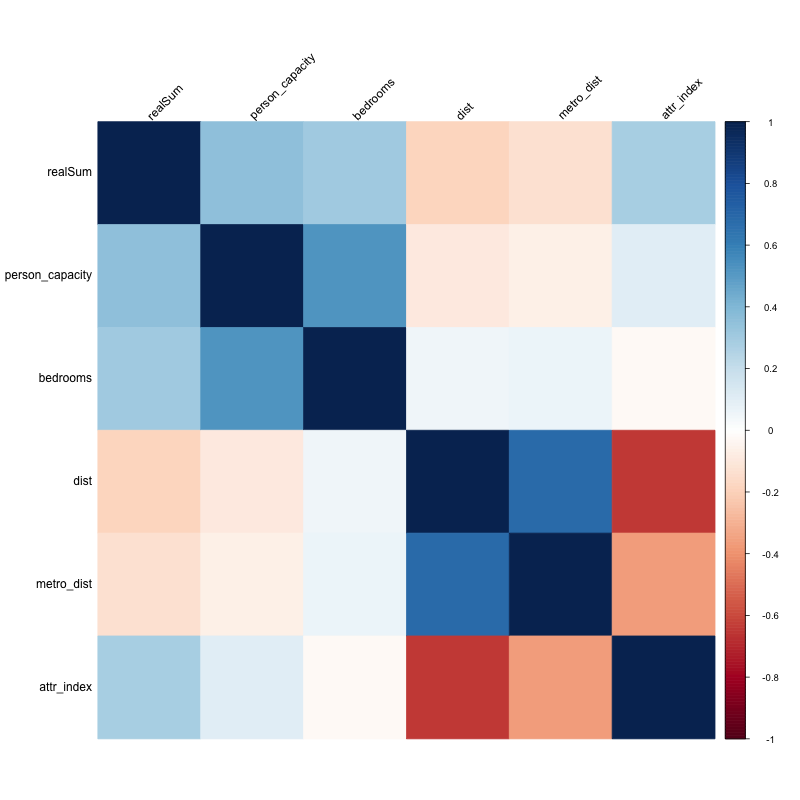 realSum
person_capacity
bedrooms
dist
metro_dist
attr_index
realSum
person_capacity
bedrooms
dist
metro_dist
attr_index
1
0.8
0.6
0.4
0.2
0
-0.2
-0.4
-0.6
-0.8
-1